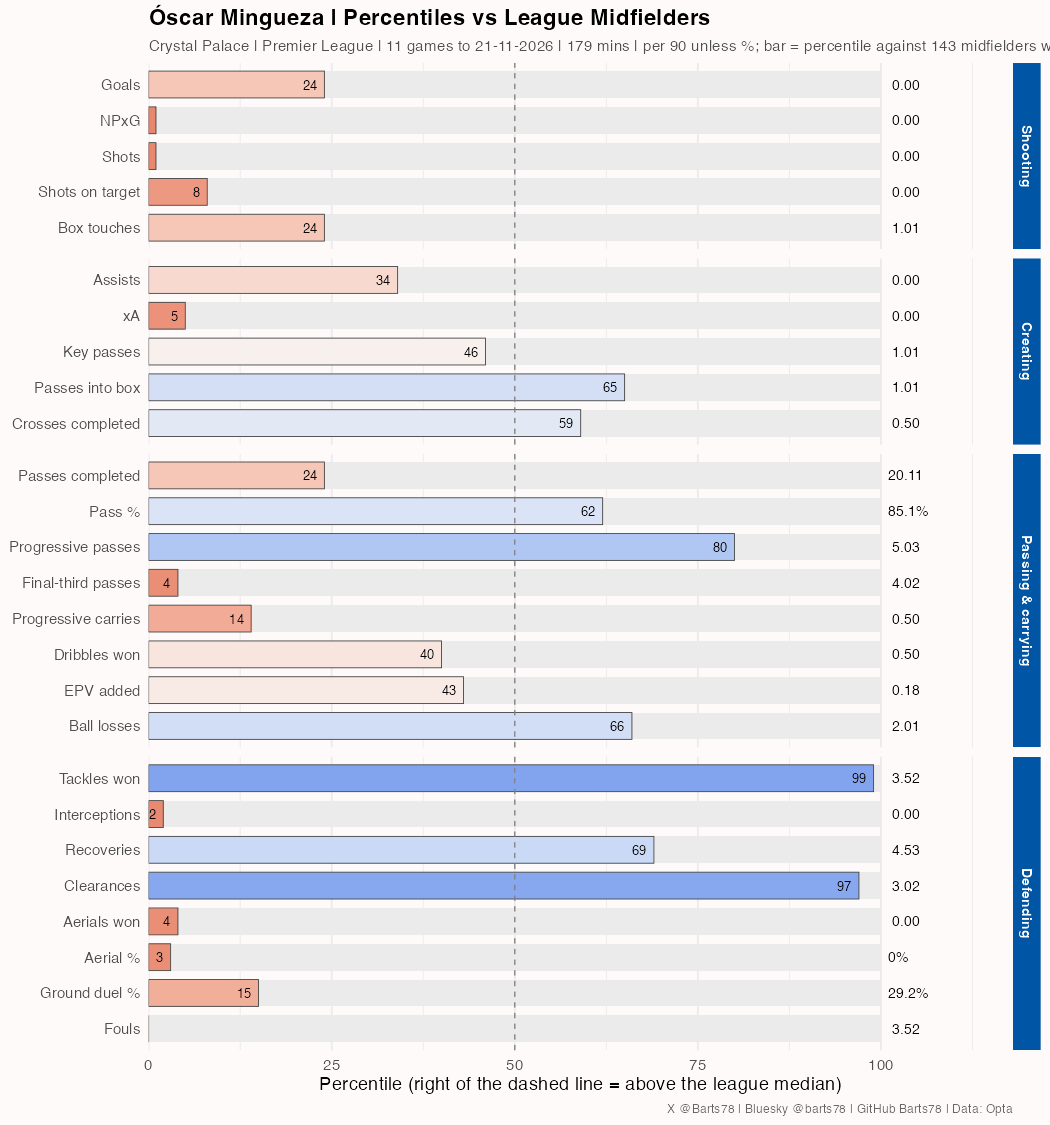 Óscar Mingueza | Percentiles vs League Midfielders
Crystal Palace | Premier League | 11 games to 21-11-2026 | 179 mins | per 90 unless %; bar = percentile against 143 midfielders w
Goals 24 0.00
NPxG 0.00
Shots 0.00
Shots on target 8 0.00
Box touches 24 1.01
Shooting
Assists 34 0.00
xA 5 0.00
Key passes 46 1.01
Passes into box 65 1.01
Crosses completed 59 0.50
Creating
Passes completed 24 20.11
Pass % 62 85.1%
Progressive passes 80 5.03
Final-third passes 4 4.02
Progressive carries 14 0.50
Dribbles won 40 0.50
EPV added 43 0.18
Ball losses 66 2.01
Passing & carrying
Tackles won 99 3.52
Interceptions 2 0.00
Recoveries 69 4.53
Clearances 97 3.02
Aerials won 4 0.00
Aerial % 3 0%
Ground duel % 15 29.2%
Fouls 3.52
Defending
0 25 50 75 100
Percentile (right of the dashed line = above the league median)
X @Barts78 | Bluesky @barts78 | GitHub Barts78 | Data: Opta